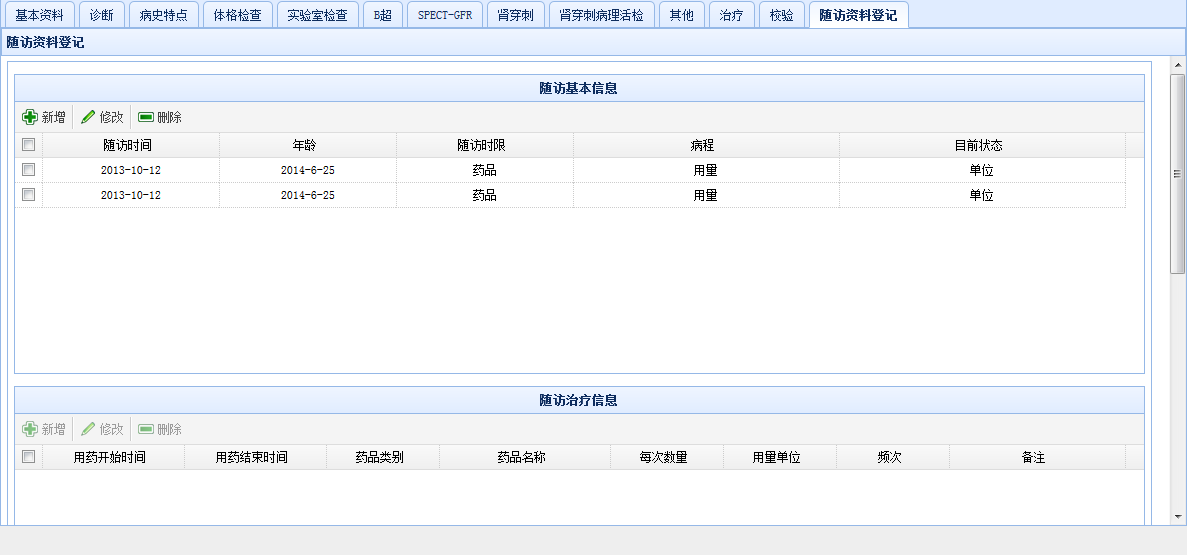 基本资料 诊断 病史特点 体格检查 实验室检查 B超 SPECT-GFR 肾穿刺 肾穿刺病理活检 其他 治疗 校验 随访资料登记
随访资料登记
随访基本信息
新增 修改 删除
随访时间 年龄 随访时限 病程 目前状态
2013-10-12 2014-6-25 药品 用量 单位
2013-10-12 2014-6-25 药品 用量 单位
随访治疗信息
新增 修改 删除
用药开始时间 用药结束时间 药品类别 药品名称 每次数量 用量单位 频次 备注